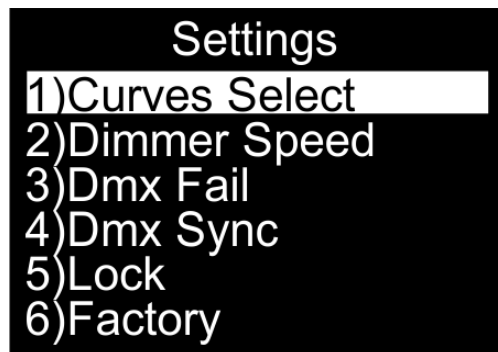 Settings
1)Curves Select
2)Dimmer Speed
3)Dmx Fail
4)Dmx Sync
5)Lock
6)Factory